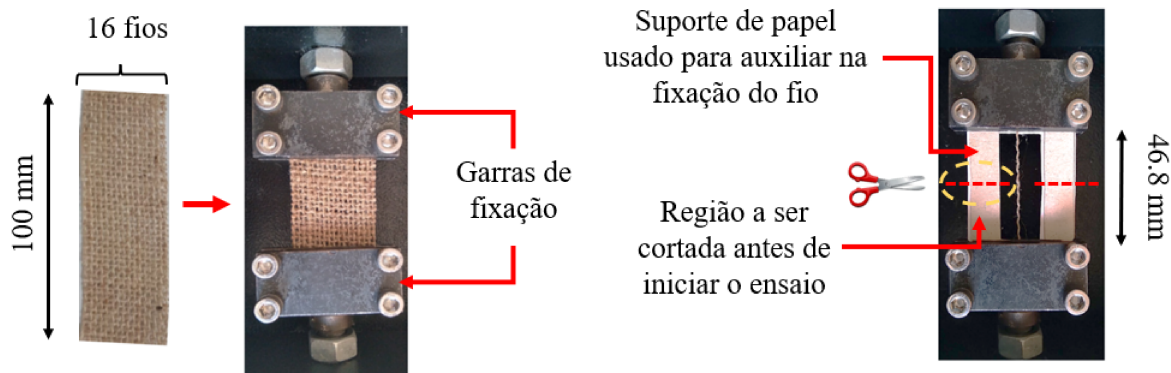 16 fios
100 mm
Garras de
fixação
Suporte de papel
usado para auxiliar na
fixação do fio
Região a ser
cortada antes de
iniciar o ensaio
46.8 mm